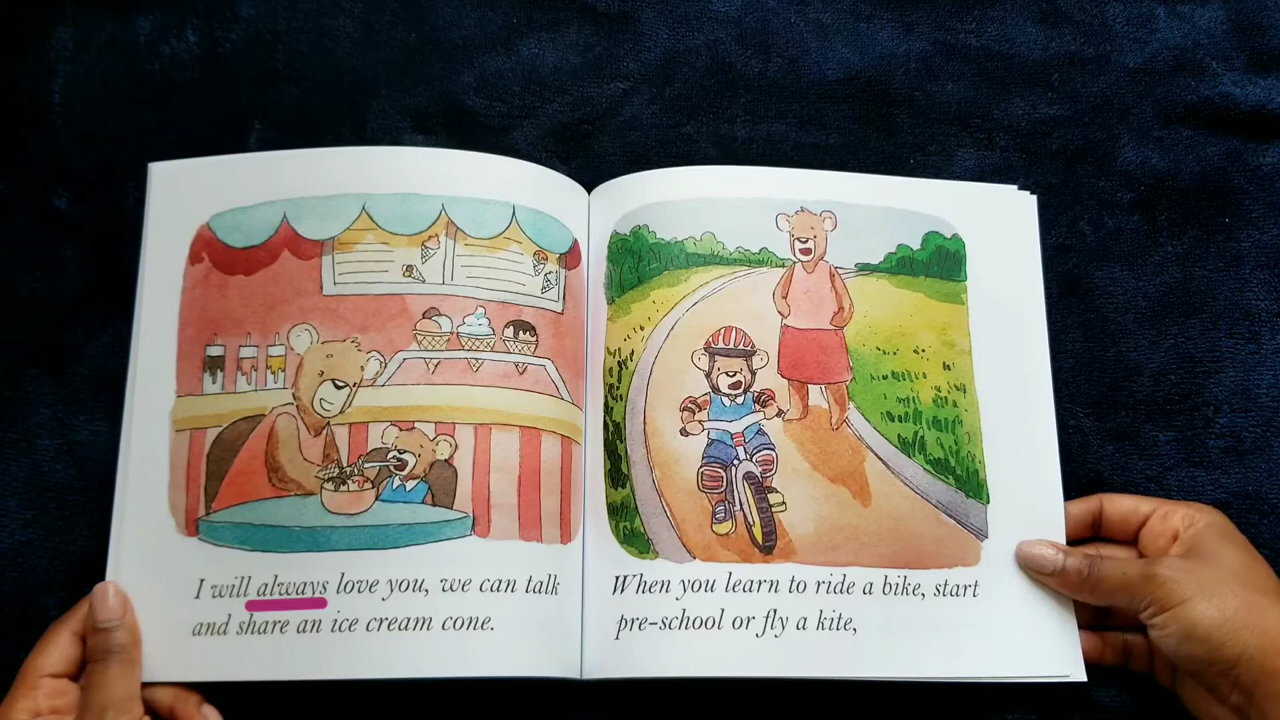 I will always love you, we can talk
and share an ice cream cone.
When you learn to ride a bike, start
pre-school or fly a kite,